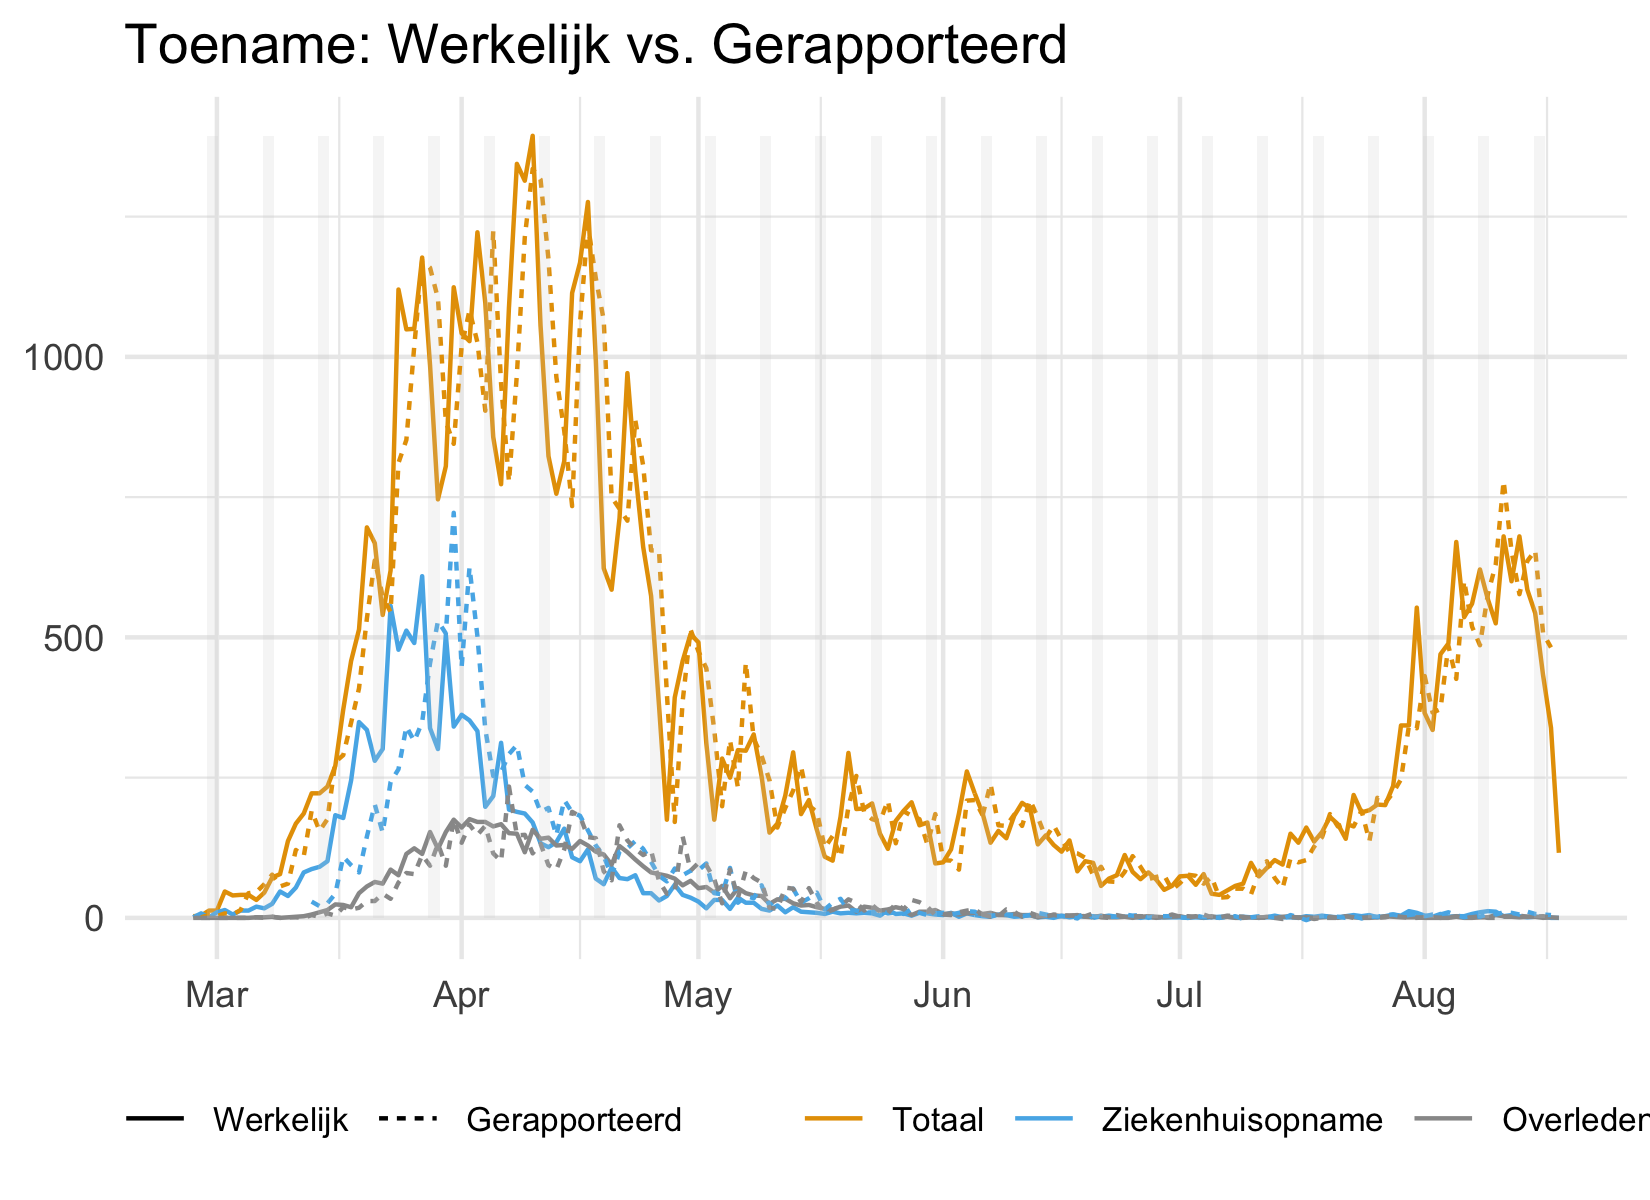 Toename: Werkelijk vs. Gerapporteerd
1000
500
0
Mar Apr May Jun Jul Aug
Werkelijk Gerapporteerd Totaal Ziekenhuisopname Overleden